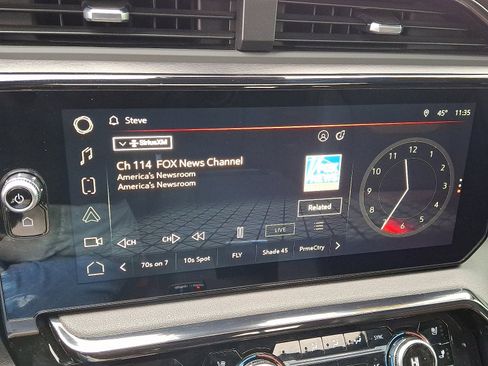 Steve 45° 11:35
SiriusXM
Ch 114 FOX News Channel
America's Newsroom
America's Newsroom
Related
CH CH LIVE
70s on 7 10s Spot FLY Shade 45 PrmeCtry
12
11 1
10 2
9 3
8 4
7 5
6
SYNC